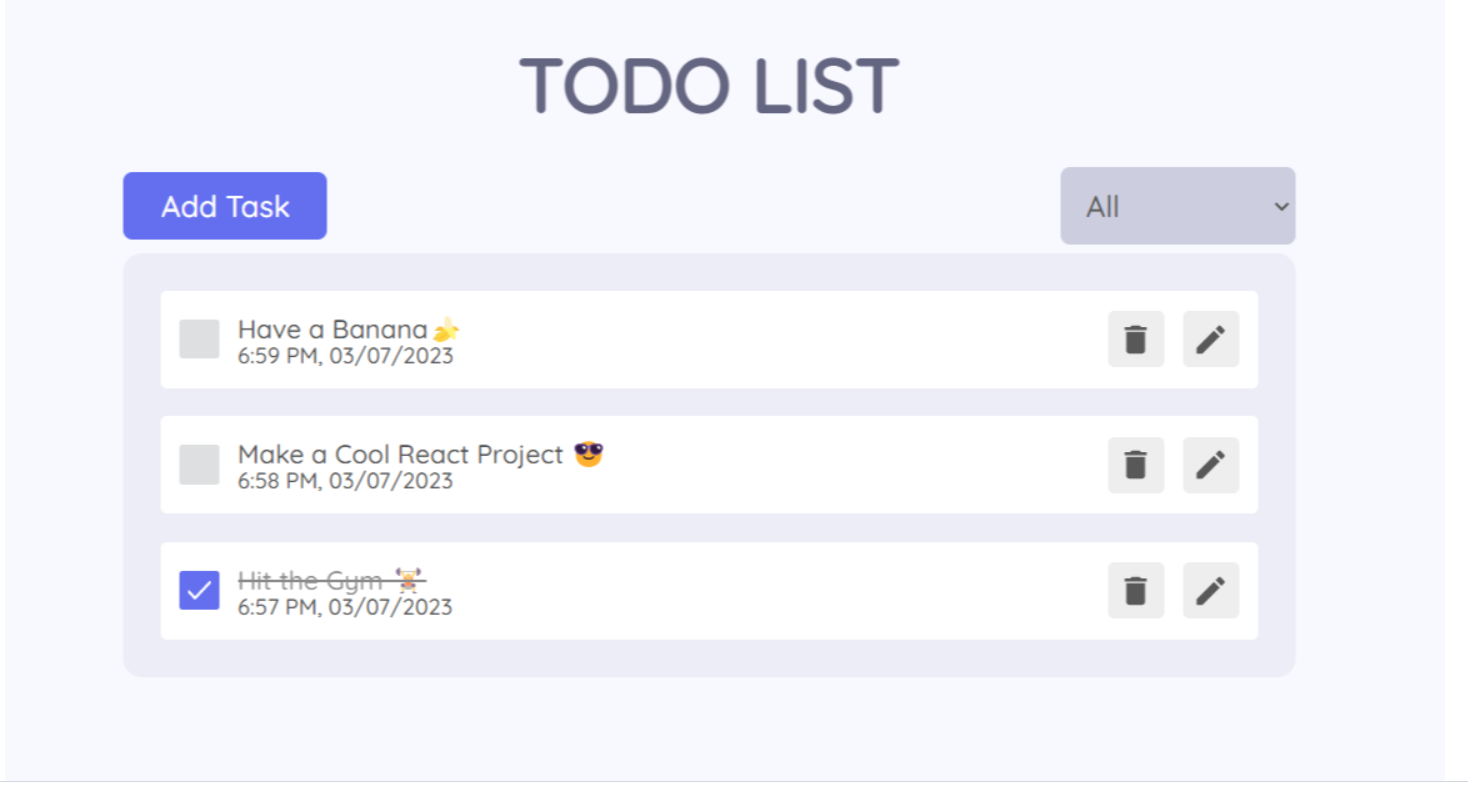 TODO LIST
Add Task
All
Have a Banana🍌
6:59 PM, 03/07/2023
Make a Cool React Project 😎
6:58 PM, 03/07/2023
Hit the Gym 🏋️
6:57 PM, 03/07/2023